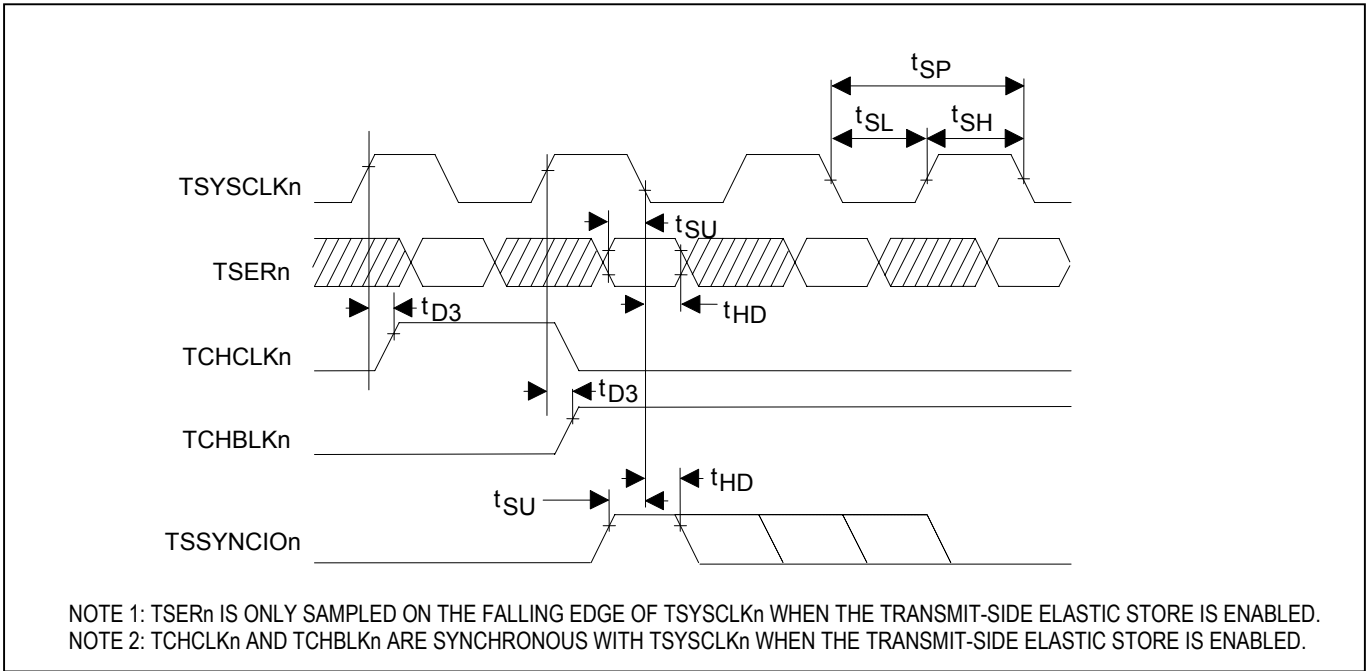 tSP
tSL
tSH
TSYSCLKn
tSU
TSERn
tD3
tHD
TCHCLKn
tD3
TCHBLKn
tHD
tSU
TSSYNCIOn
NOTE 1: TSERn IS ONLY SAMPLED ON THE FALLING EDGE OF TSYSCLKn WHEN THE TRANSMIT-SIDE ELASTIC STORE IS ENABLED.
NOTE 2: TCHCLKn AND TCHBLKn ARE SYNCHRONOUS WITH TSYSCLKn WHEN THE TRANSMIT-SIDE ELASTIC STORE IS ENABLED.